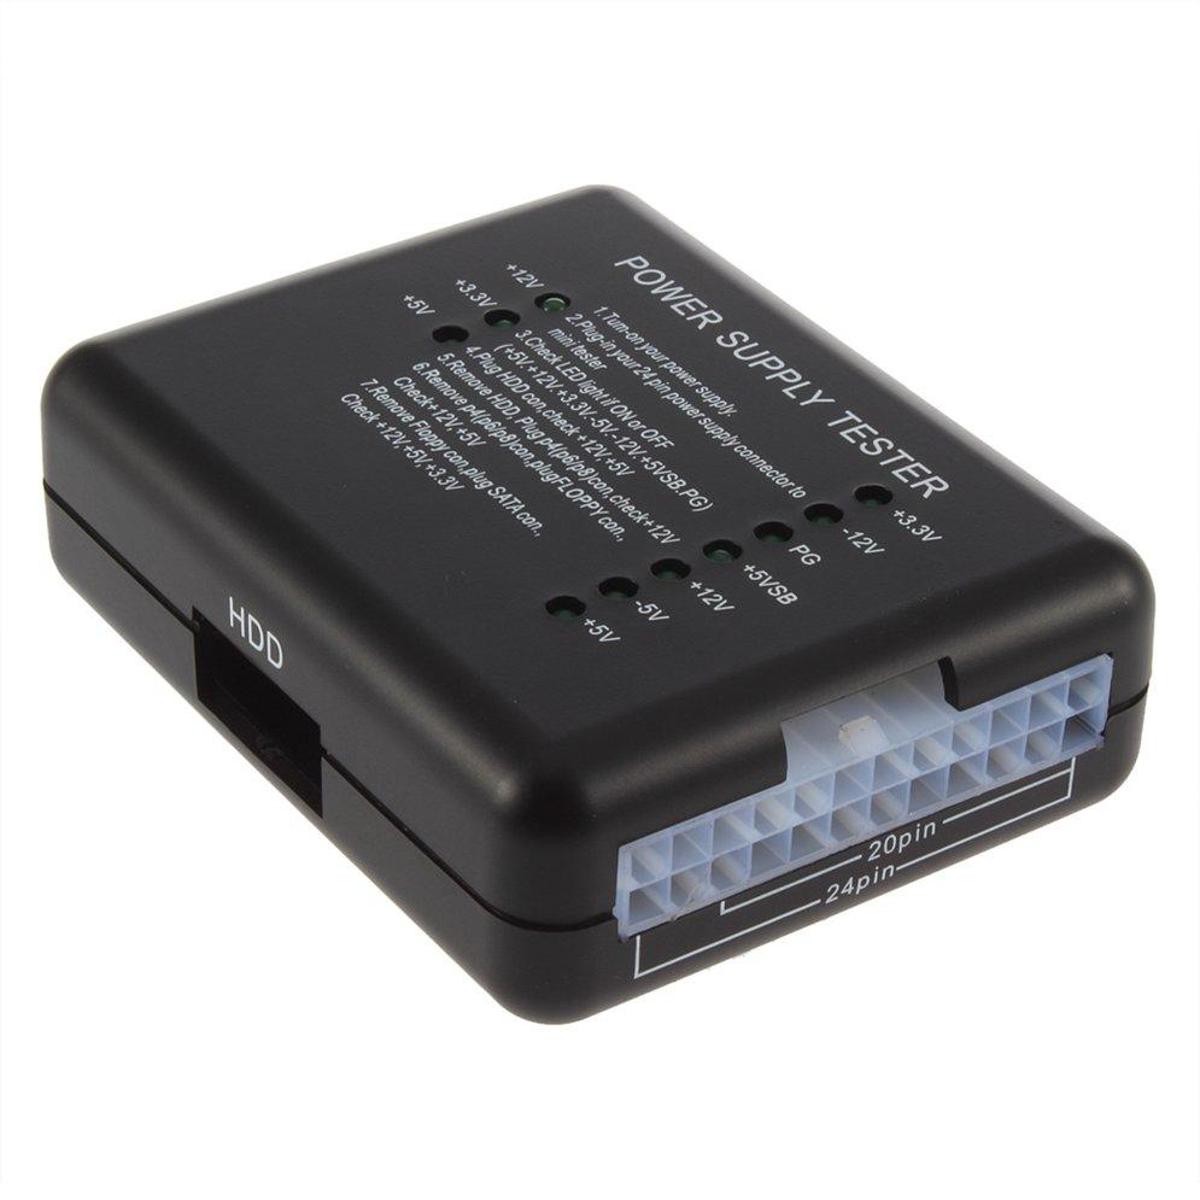 POWER SUPPLY TESTER
1.Turn-on your power supply.
2.Plug-in your 24 pin power supply connector to
mini tester
3.Check LED light if ON or OFF
(+5V,+12V,+3.3V,-5V,-12V,+5VSB,PG)
4.Plug HDD con,check +12V,+5V
5.Remove HDD, Plug p4(p6/p8)con,check+12V
6.Remove p4(p6/p8)con,plugFLOPPY con.,
Check+12V,+5V
7.Remove Floppy con,plug SATA con.,
Check +12V,+5V,+3.3V
+12V
+3.3V
+5V
+3.3V
-12V
PG
+5VSB
+12V
-5V
+5V
HDD
20pin
24pin